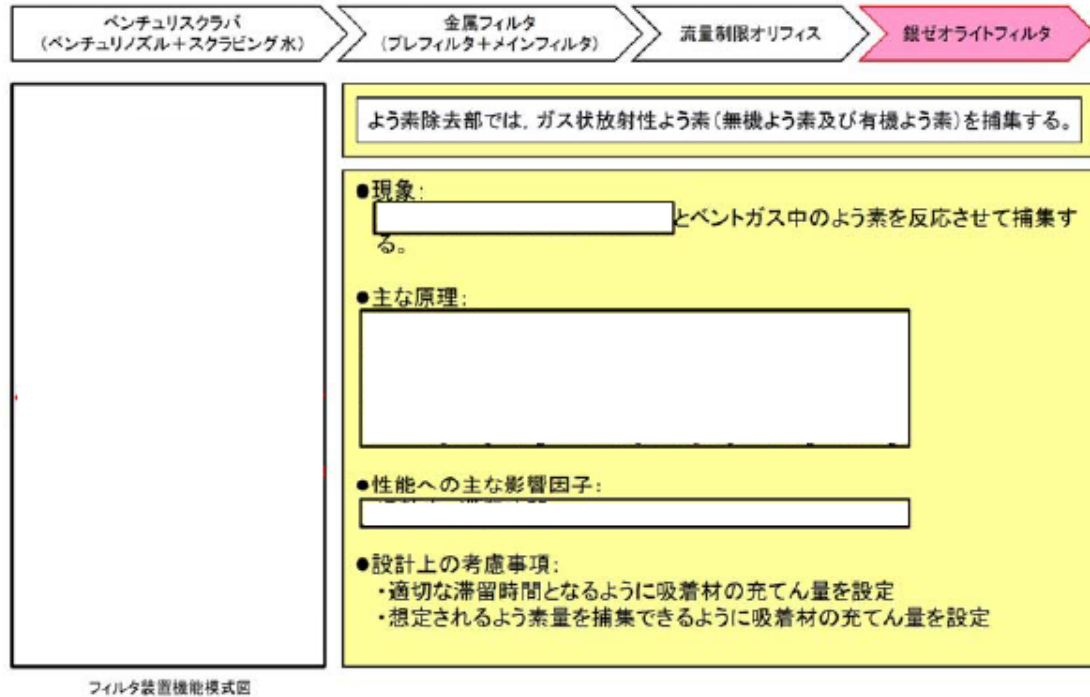 ベンチュリスクラバ
(ベンチュリノズル+スクラビング水)
金属フィルタ
(プレフィルタ+メインフィルタ)
流量制限オリフィス
銀ゼオライトフィルタ
よう素除去部では,ガス状放射性よう素(無機よう素及び有機よう素)を捕集する。
●現象:
とベントガス中のよう素を反応させて捕集す
る。
●主な原理:
●性能への主な影響因子:
●設計上の考慮事項:
・適切な滞留時間となるように吸着材の充てん量を設定
・想定されるよう素量を捕集できるように吸着材の充てん量を設定
フィルタ装置機能模式図